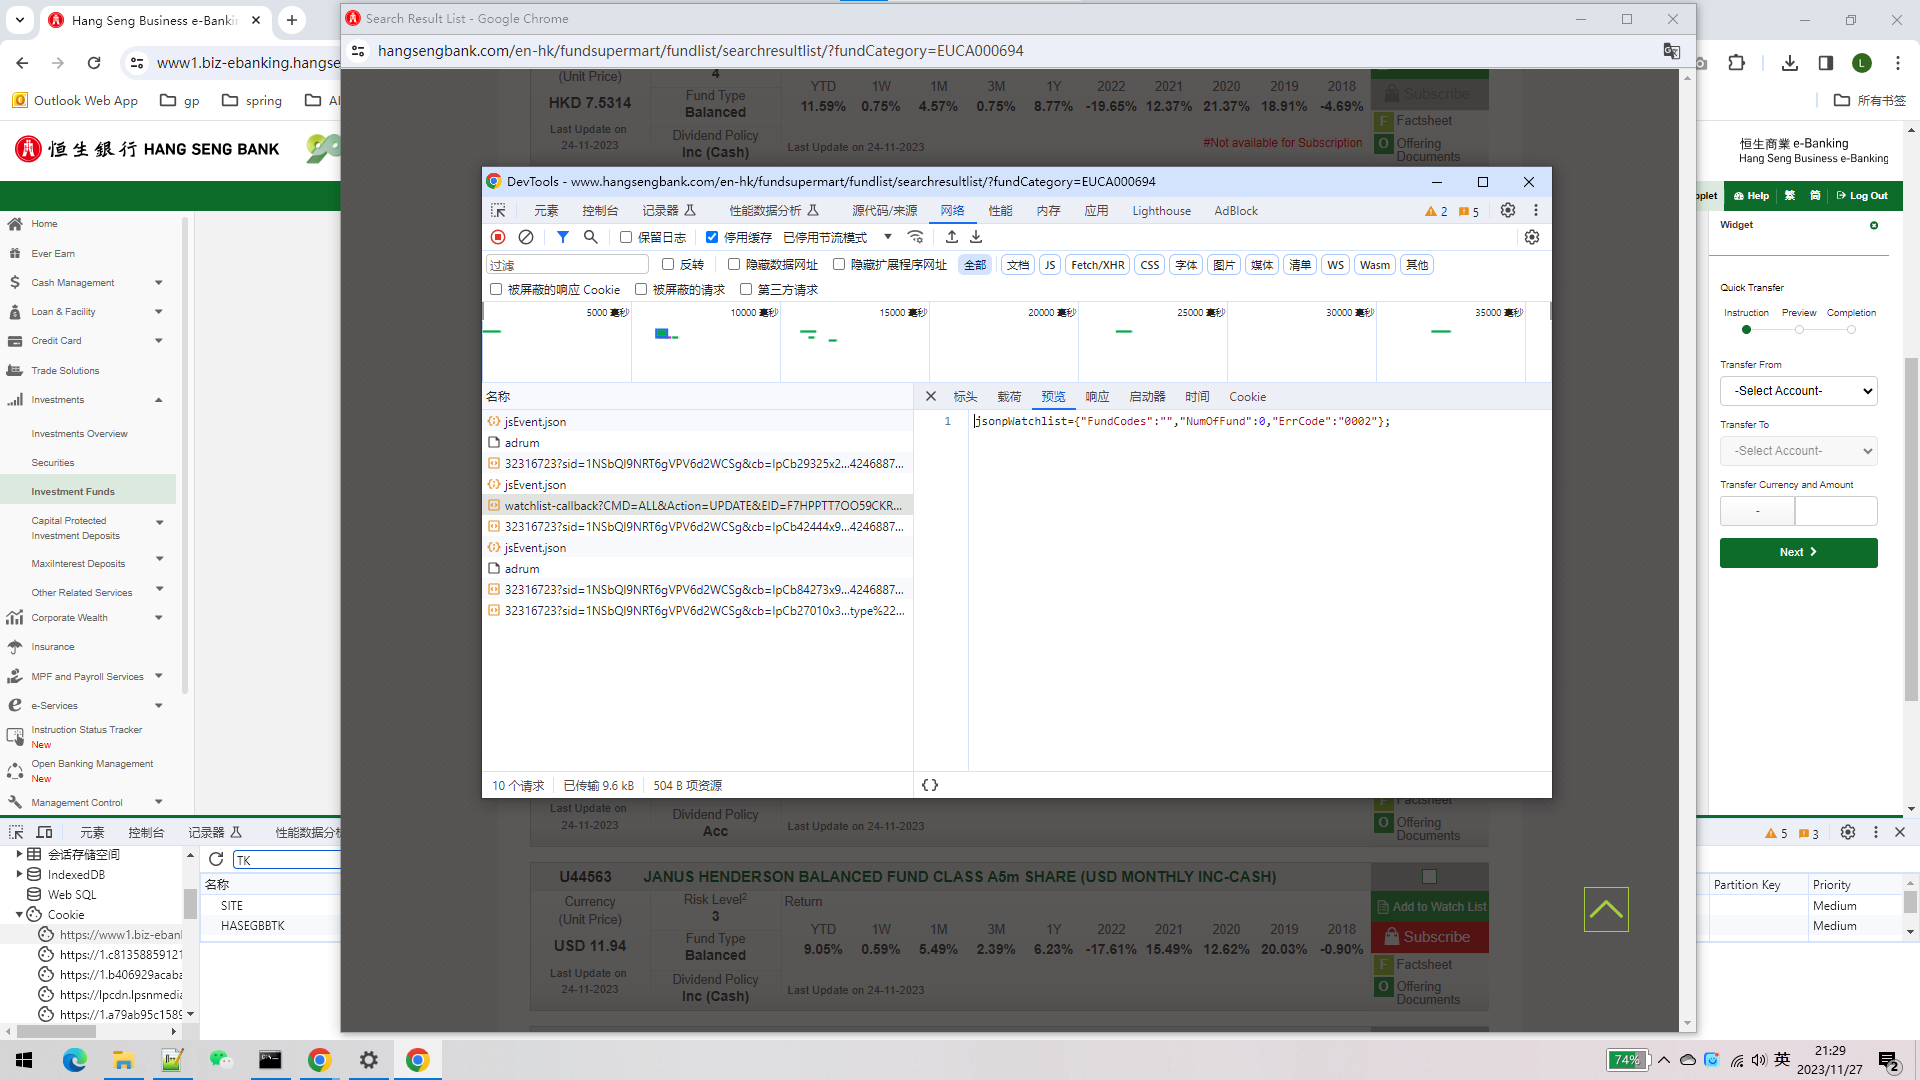 Hang Seng Business e-Bankin
Search Result List - Google Chrome
www1.biz-ebanking.hangse
hangsengbank.com/en-hk/fundsupermart/fundlist/searchresultlist/?fundCategory=EUCA000694
Outlook Web App
gp
spring
AI
所有书签
L
恒生銀行 HANG SENG BANK
恒生商業 e-Banking
Hang Seng Business e-Banking
Help
繁
简
Log Out
Home
Ever Earn
Cash Management
Loan & Facility
Credit Card
Trade Solutions
Investments
Investments Overview
Securities
Investment Funds
Capital Protected
Investment Deposits
MaxiInterest Deposits
Other Related Services
Corporate Wealth
Insurance
MPF and Payroll Services
e-Services
Instruction Status Tracker
New
Open Banking Management
New
Management Control
(Unit Price)
HKD 7.5314
Last Update on
24-11-2023
4
Fund Type
Balanced
Dividend Policy
Inc (Cash)
YTD 1W 1M 3M 1Y 2022 2021 2020 2019 2018
11.59% 0.75% 4.57% 0.75% 8.77% -19.65% 12.37% 21.37% 18.91% -4.69%
Last Update on 24-11-2023
#Not available for Subscription
Subscribe
F Factsheet
O Offering
Documents
DevTools - www.hangsengbank.com/en-hk/fundsupermart/fundlist/searchresultlist/?fundCategory=EUCA000694
元素 控制台 记录器 性能数据分析 源代码/来源 网络 性能 内存 应用 Lighthouse AdBlock
2 5
保留日志 停用缓存 已停用节流模式
过滤 反转 隐藏数据网址 隐藏扩展程序网址 全部 文档 JS Fetch/XHR CSS 字体 图片 媒体 清单 WS Wasm 其他
被屏蔽的响应 Cookie 被屏蔽的请求 第三方请求
5000 毫秒 10000 毫秒 15000 毫秒 20000 毫秒 25000 毫秒 30000 毫秒 35000 毫秒
名称
标头 载荷 预览 响应 启动器 时间 Cookie
jsEvent.json
adrum
32316723?sid=1NSbQI9NRT6gVPV6d2WCSg&cb=lpCb29325x2...4246887...
jsEvent.json
watchlist-callback?CMD=ALL&Action=UPDATE&EID=F7HPPTT7OO59CKR...
32316723?sid=1NSbQI9NRT6gVPV6d2WCSg&cb=lpCb42444x9...4246887...
jsEvent.json
adrum
32316723?sid=1NSbQI9NRT6gVPV6d2WCSg&cb=lpCb84273x9...4246887...
32316723?sid=1NSbQI9NRT6gVPV6d2WCSg&cb=lpCb27010x3...type%22...
1 jsonpWatchlist={"FundCodes":"","NumOfFund":0,"ErrCode":"0002"};
10 个请求 已传输 9.6 kB 504 B 项资源
{}
Widget
Quick Transfer
Instruction Preview Completion
Transfer From
-Select Account-
Transfer To
-Select Account-
Transfer Currency and Amount
-
Next
Last Update on
24-11-2023
Dividend Policy
Acc
Last Update on 24-11-2023
F Factsheet
O Offering
Documents
U44563 JANUS HENDERSON BALANCED FUND CLASS A5m SHARE (USD MONTHLY INC-CASH)
Currency
(Unit Price)
USD 11.94
Last Update on
24-11-2023
Risk Level2
3
Fund Type
Balanced
Dividend Policy
Inc (Cash)
Return
YTD 1W 1M 3M 1Y 2022 2021 2020 2019 2018
9.05% 0.59% 5.49% 2.39% 6.23% -17.61% 15.49% 12.62% 20.03% -0.90%
Last Update on 24-11-2023
Add to Watch List
Subscribe
F Factsheet
O Offering
Documents
元素 控制台 记录器 性能数据分析
5 3
会话存储空间
IndexedDB
Web SQL
Cookie
https://www1.biz-eban
https://1.c81358859121
https://1.b406929acaba
https://lpcdn.lpsnmedia
https://1.a79ab95c1589
TK
名称
SITE
HASEGBBTK
Partition Key Priority
Medium
Medium
74%
英
21:29
2023/11/27
2